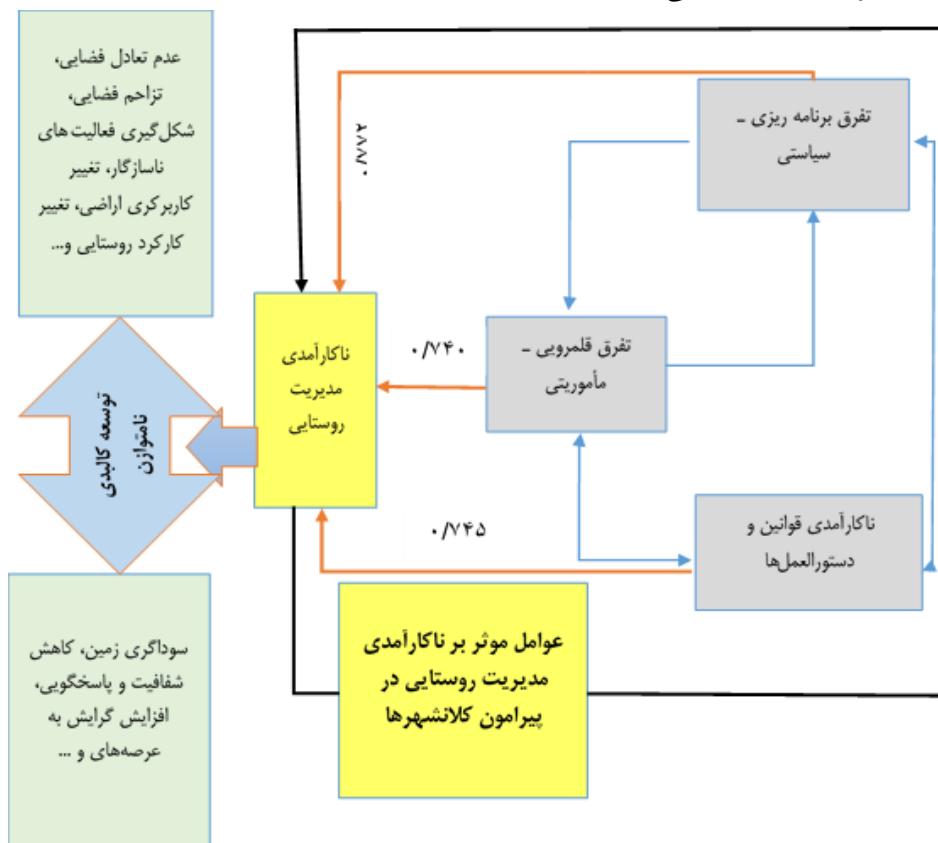 تفرق برنامه ریزی –
سیاستی
۰/۷۷۲
عدم تعادل فضایی،
تزاحم فضایی،
شکل‌گیری فعالیت‌های
ناسازگار، تغییر
کاربرکری اراضی، تغییر
کارکرد روستایی و...
تفرق قلمرویی –
مأموریتی
۰/۷۴۰
ناکارآمدی
مدیریت
روستایی
توسعه کالبدی
نامتوازن
ناکارآمدی قوانین و
دستورالعمل‌ها
۰/۷۴۵
عوامل موثر بر ناکارآمدی
مدیریت روستایی در
پیرامون کلانشهرها
سوداگری زمین، کاهش
شفافیت و پاسخگویی،
افزایش گرایش به
عرصه‌های و ...